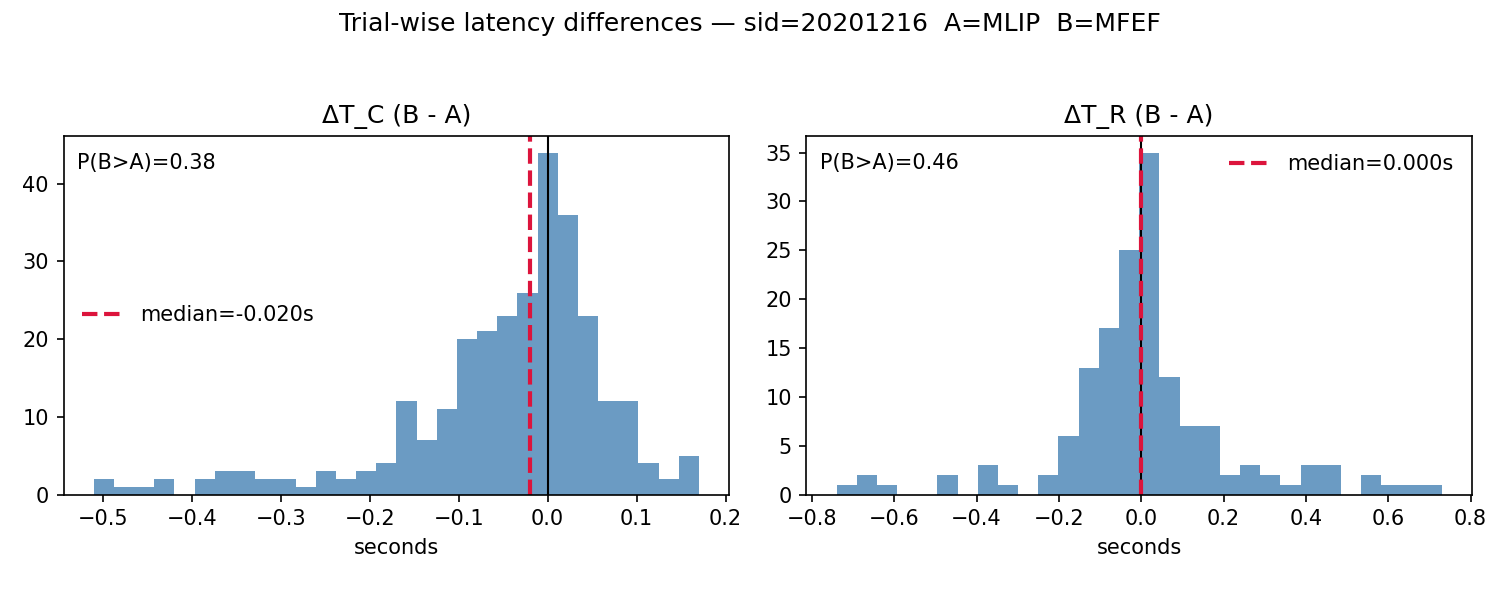 Trial-wise latency differences — sid=20201216  A=MLIP  B=MFEF
ΔT_C (B - A)
P(B>A)=0.38
median=-0.020s
40
30
20
10
0
−0.5 −0.4 −0.3 −0.2 −0.1 0.0 0.1 0.2
seconds
ΔT_R (B - A)
P(B>A)=0.46
median=0.000s
35
30
25
20
15
10
5
0
−0.8 −0.6 −0.4 −0.2 0.0 0.2 0.4 0.6 0.8
seconds